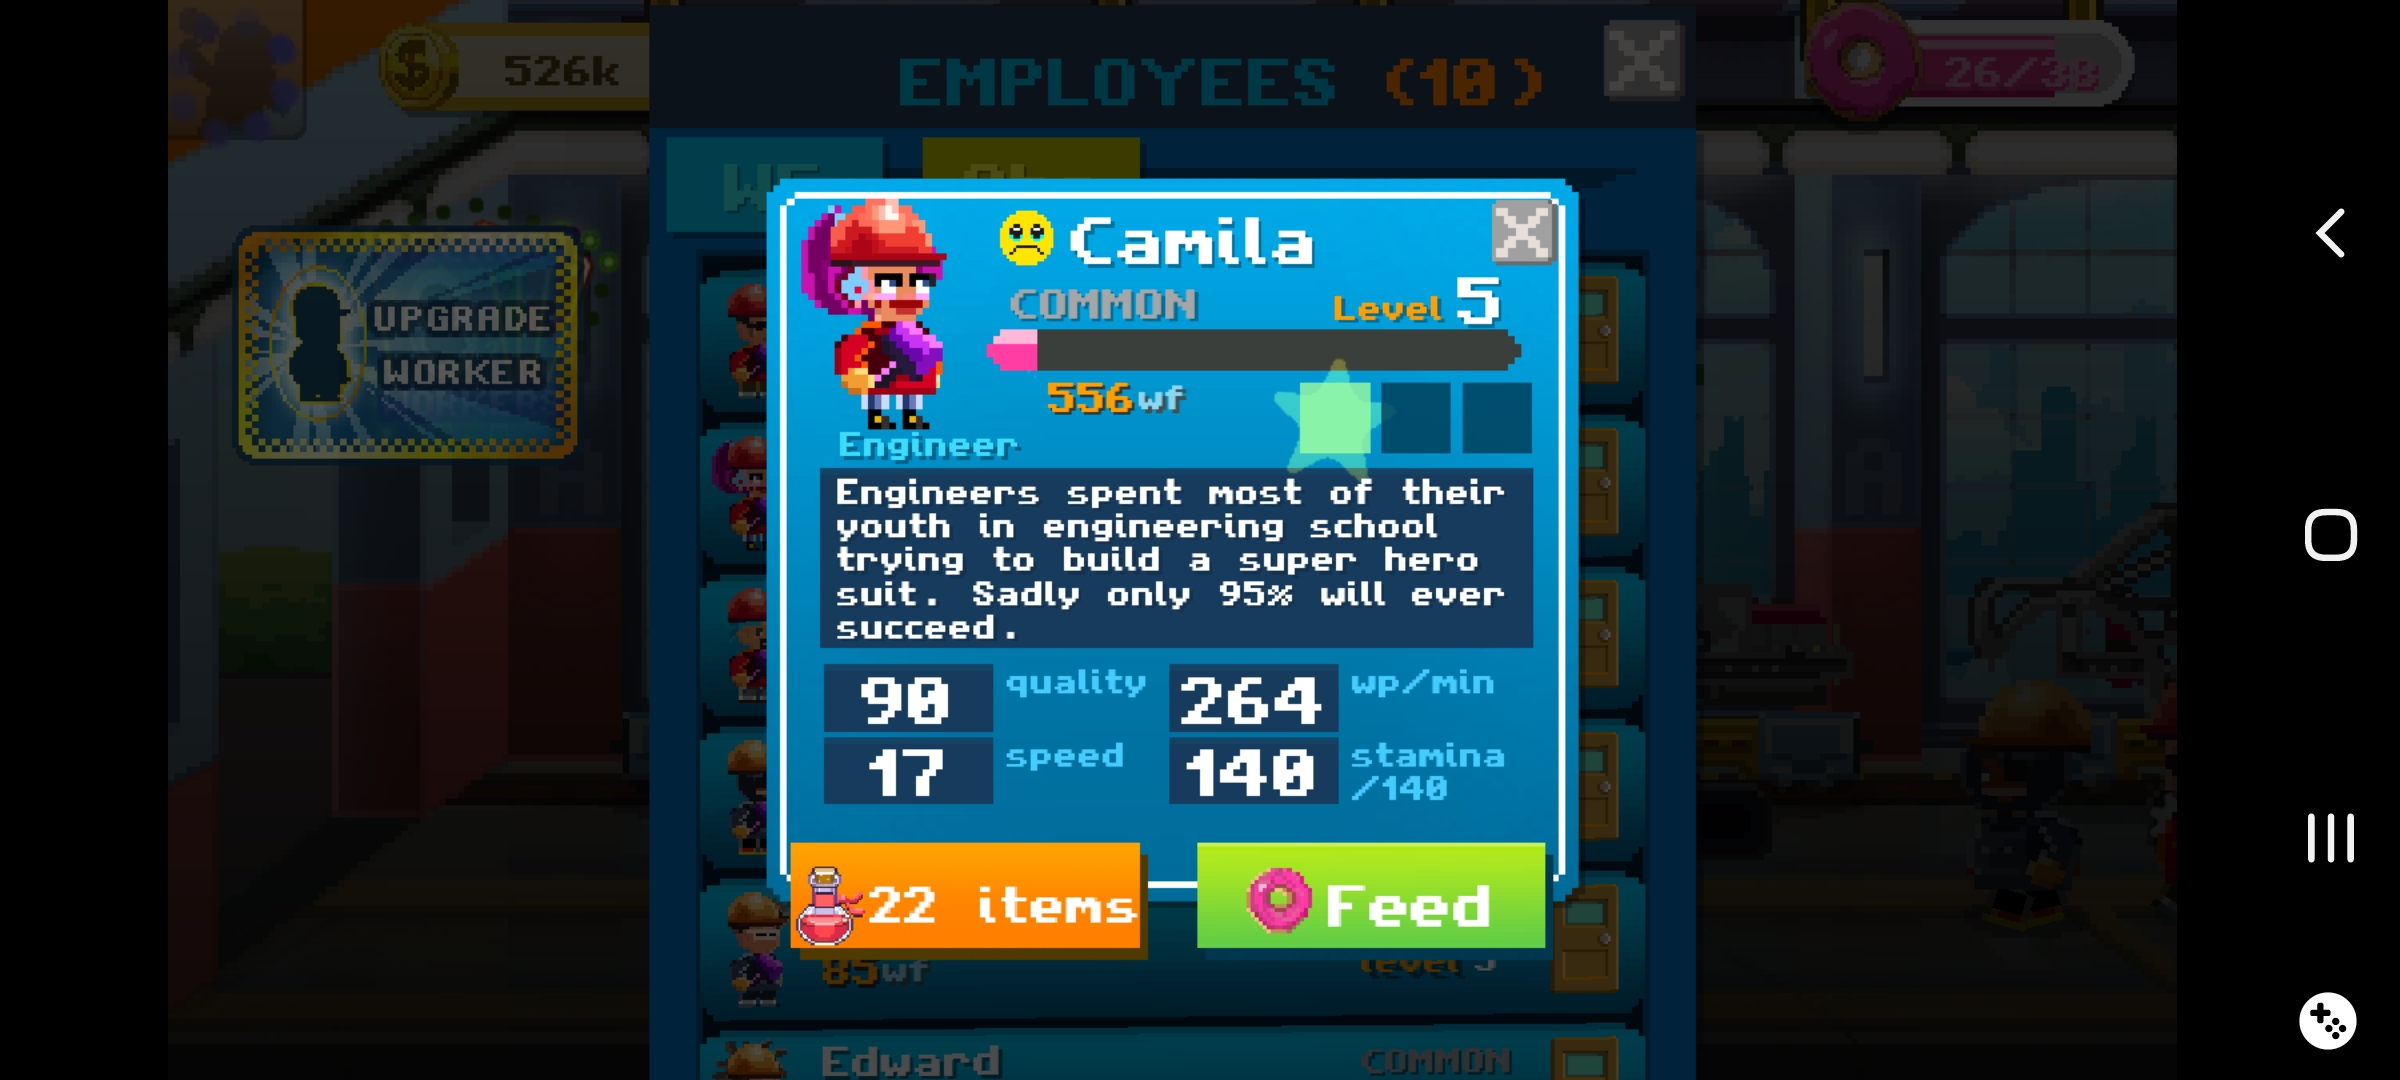 526k
EMPLOYEES (10)
26/38
UPGRADE
WORKER
Camila
COMMON
Level 5
556wf
Engineer
Engineers spent most of their
youth in engineering school
trying to build a super hero
suit. Sadly only 95% will ever
succeed.
90 quality
264 wp/min
17 speed
140 stamina
/140
22 items
Feed
85wf
level
Edward
COMMON